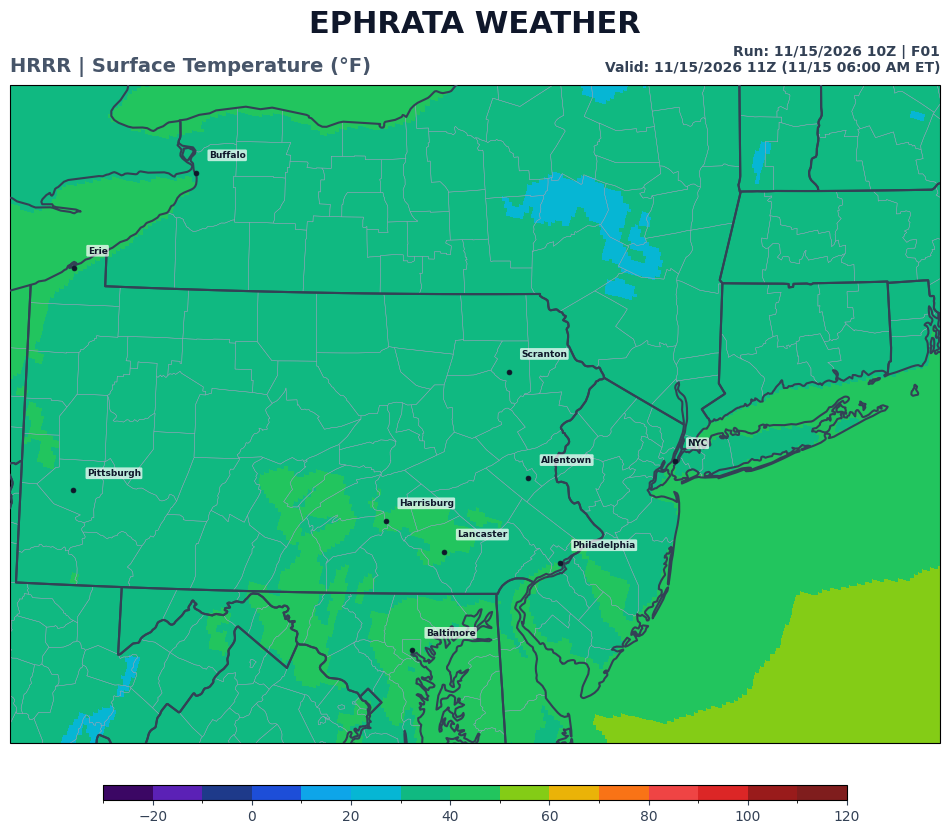 EPHRATA WEATHER
HRRR | Surface Temperature (°F)
Run: 11/15/2026 10Z | F01
Valid: 11/15/2026 11Z (11/15 06:00 AM ET)
Buffalo
Erie
Scranton
NYC
Allentown
Pittsburgh
Harrisburg
Lancaster
Philadelphia
Baltimore
−20 0 20 40 60 80 100 120